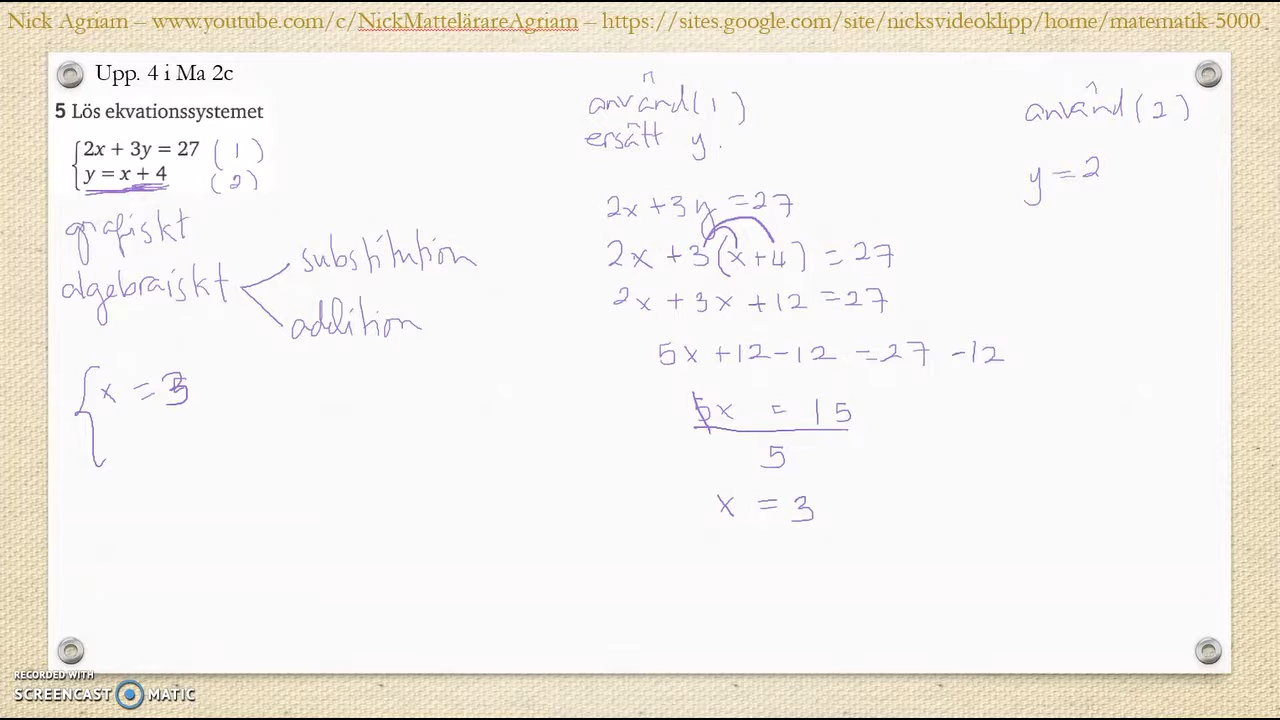 Nick Agriam – www.youtube.com/c/NickMattelärareAgriam – https://sites.google.com/site/nicksvideoklipp/home/matematik-5000
Upp. 4 i Ma 2c
5 Lös ekvationssystemet
2x + 3y = 27 (1)
y = x + 4 (2)
grafiskt
algebraiskt
substitution
addition
{ x = 3
använd (1)
ersätt y.
2x + 3y = 27
2x + 3(x + 4) = 27
2x + 3x + 12 = 27
5x + 12 - 12 = 27 - 12
5x = 15
5
x = 3
använd (2)
y = 2
RECORDED WITH
SCREENCAST MATIC